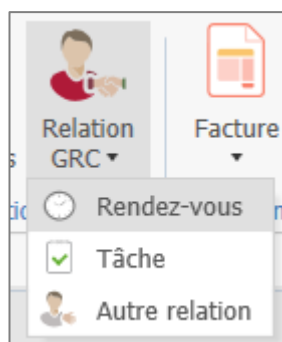 Relation
GRC
Facture
Rendez-vous
Tâche
Autre relation